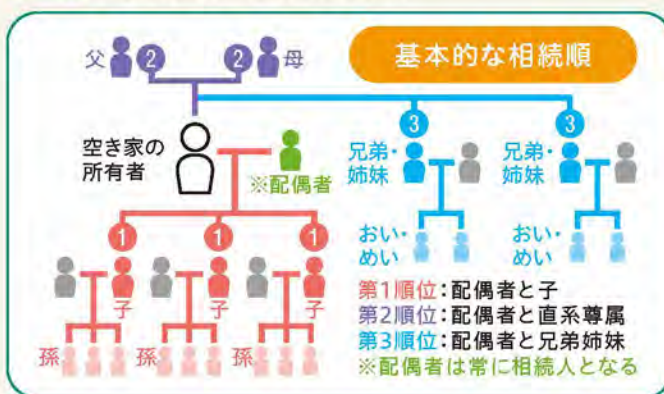 基本的な相続順
父 2 2 母
3 3
空き家の
所有者
※配偶者
兄弟・
姉妹
兄弟・
姉妹
おい・
めい
おい・
めい
1 1 1
子 子 子
孫 孫 孫
第1順位:配偶者と子
第2順位:配偶者と直系尊属
第3順位:配偶者と兄弟姉妹
※配偶者は常に相続人となる